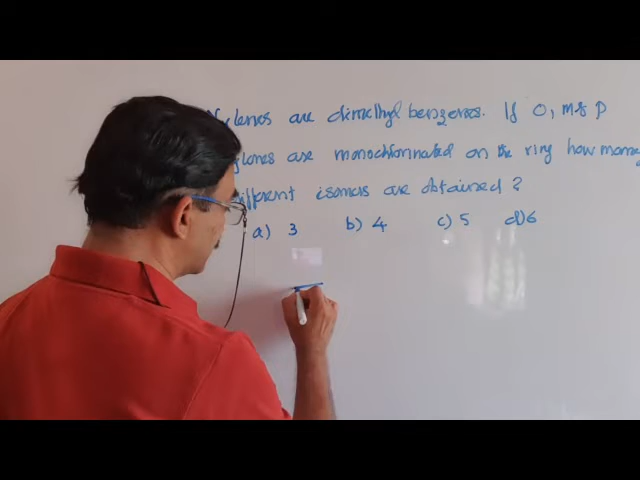 Xylenes are dimethyl benzenes. If O, m & p
xylenes are monochlorinated on the ring how many
different isomers are obtained?
a) 3 b) 4 c) 5 d) 6